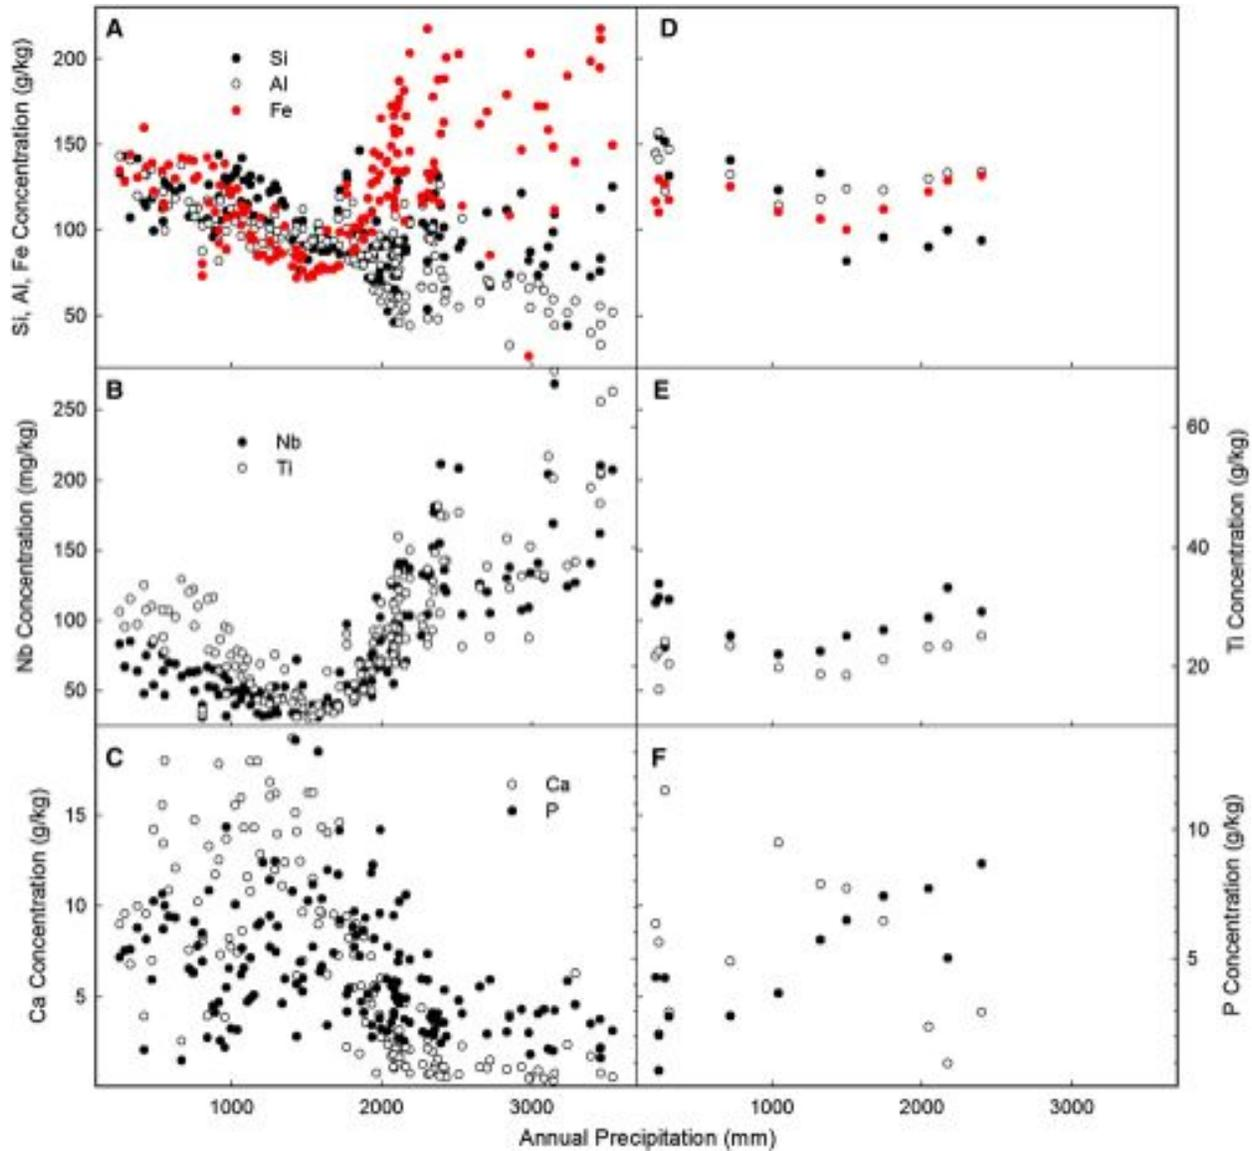 A
D
Si
Al
Fe
200
150
100
50
Si, Al, Fe Concentration (g/kg)
B
E
Nb
Ti
250
200
150
100
50
Nb Concentration (mg/kg)
60
40
20
Ti Concentration (g/kg)
C
F
Ca
P
15
10
5
Ca Concentration (g/kg)
10
5
P Concentration (g/kg)
1000 2000 3000 1000 2000 3000
Annual Precipitation (mm)